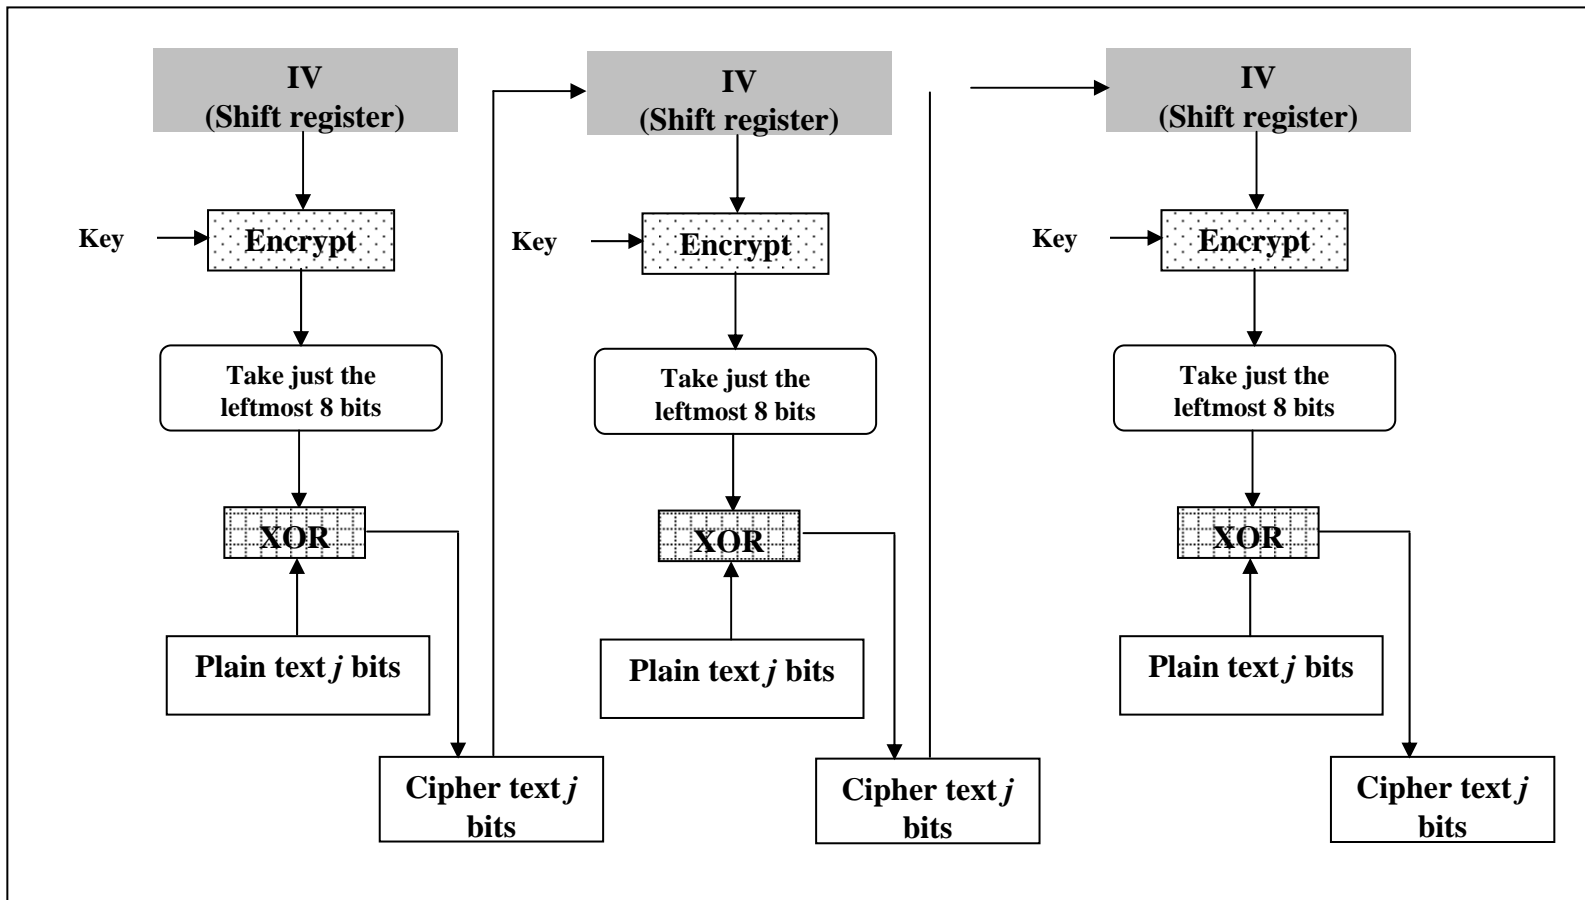 IV
(Shift register)
Key
Encrypt
Take just the
leftmost 8 bits
XOR
Plain text j bits
Cipher text j
bits
IV
(Shift register)
Key
Encrypt
Take just the
leftmost 8 bits
XOR
Plain text j bits
Cipher text j
bits
IV
(Shift register)
Key
Encrypt
Take just the
leftmost 8 bits
XOR
Plain text j bits
Cipher text j
bits